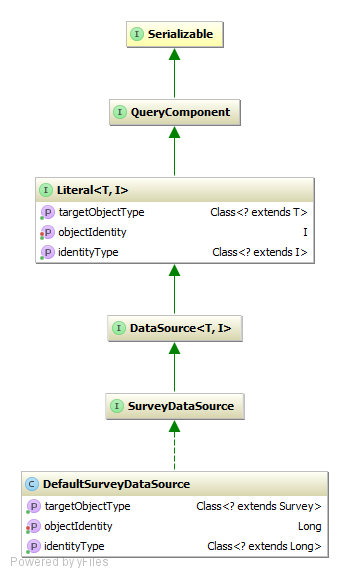 I Serializable
I QueryComponent
I Literal<T, I>
P targetObjectType Class<? extends T>
P objectIdentity I
P identityType Class<? extends I>
I DataSource<T, I>
I SurveyDataSource
C DefaultSurveyDataSource
P targetObjectType Class<? extends Survey>
P objectIdentity Long
P identityType Class<? extends Long>
Powered by yFiles